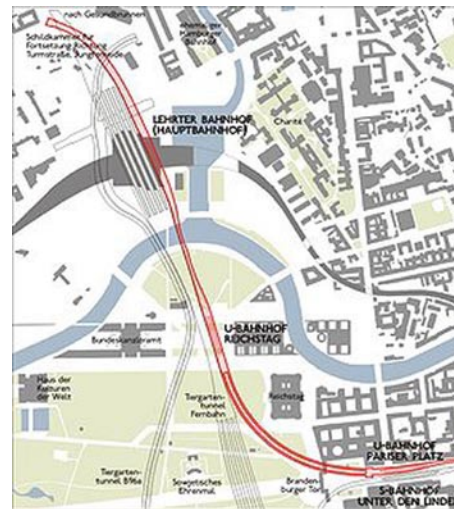 nach Gesundbrunnen
Schildkammer für
Fortsetzung Richtung
Turmstraße, Jungfernheide
ehemaliger
Hamburger
Bahnhof
LEHRTER BAHNHOF
(HAUPTBAHNHOF)
Charité
U-BAHNHOF
REICHSTAG
Bundeskanzleramt
Haus der
Kulturen
der Welt
Tiergarten-
tunnel
Fernbahn
Reichstag
U-BAHNHOF
PARISER PLATZ
Tiergarten-
tunnel B96a
Sowjetisches
Ehrenmal
Branden-
burger Tor
S-BAHNHOF
UNTER DEN LINDEN